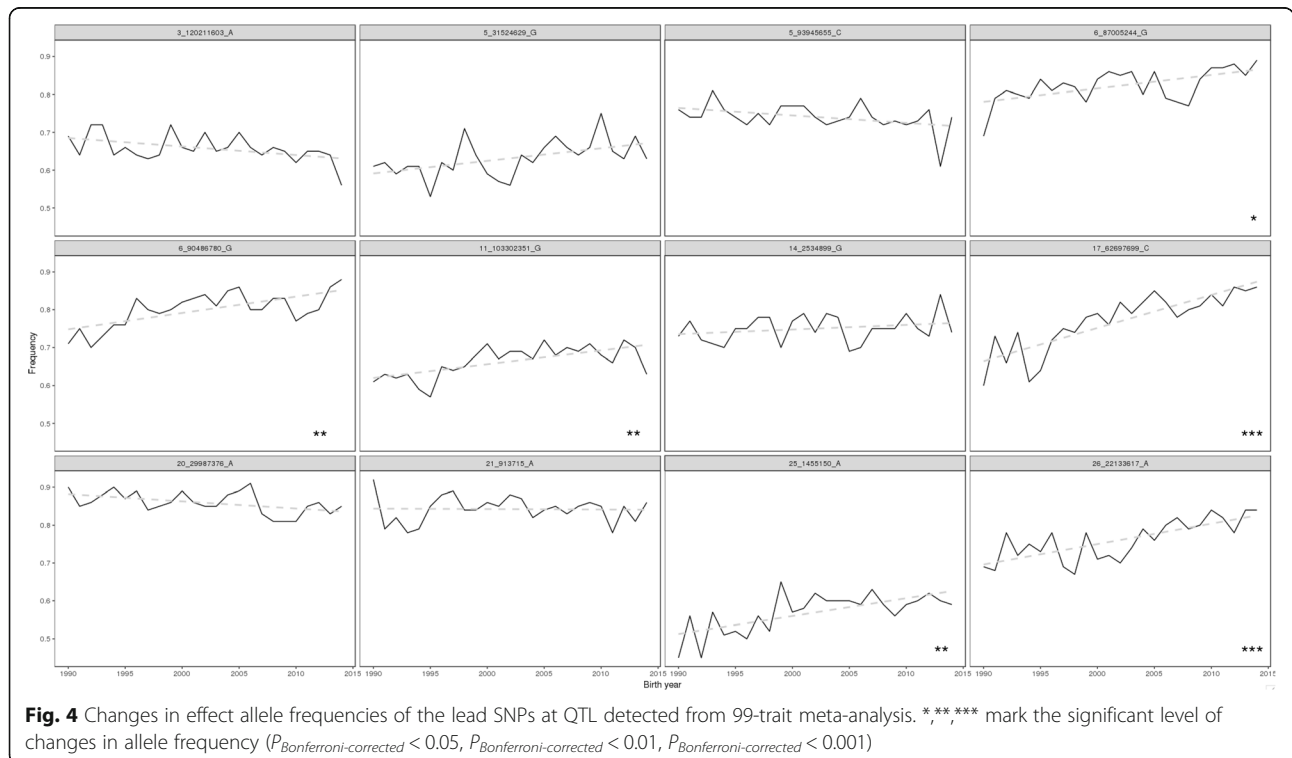 3_120211603_A 5_31524629_G 5_93945655_C 6_87005244_G
0.9
0.8
0.7
0.6
0.5
*
6_90486780_G 11_103302351_G 14_2534899_G 17_62697699_C
0.9
0.8
0.7
0.6
0.5
** ** ***
Frequency
20_29987376_A 21_913715_A 25_1455150_A 26_22133617_A
0.9
0.8
0.7
0.6
0.5
** ***
1990 1995 2000 2005 2010 2015 1990 1995 2000 2005 2010 2015 1990 1995 2000 2005 2010 2015 1990 1995 2000 2005 2010 2015
Birth year
Fig. 4 Changes in effect allele frequencies of the lead SNPs at QTL detected from 99-trait meta-analysis. *,**,*** mark the significant level of
changes in allele frequency (P_Bonferroni-corrected < 0.05, P_Bonferroni-corrected < 0.01, P_Bonferroni-corrected < 0.001)